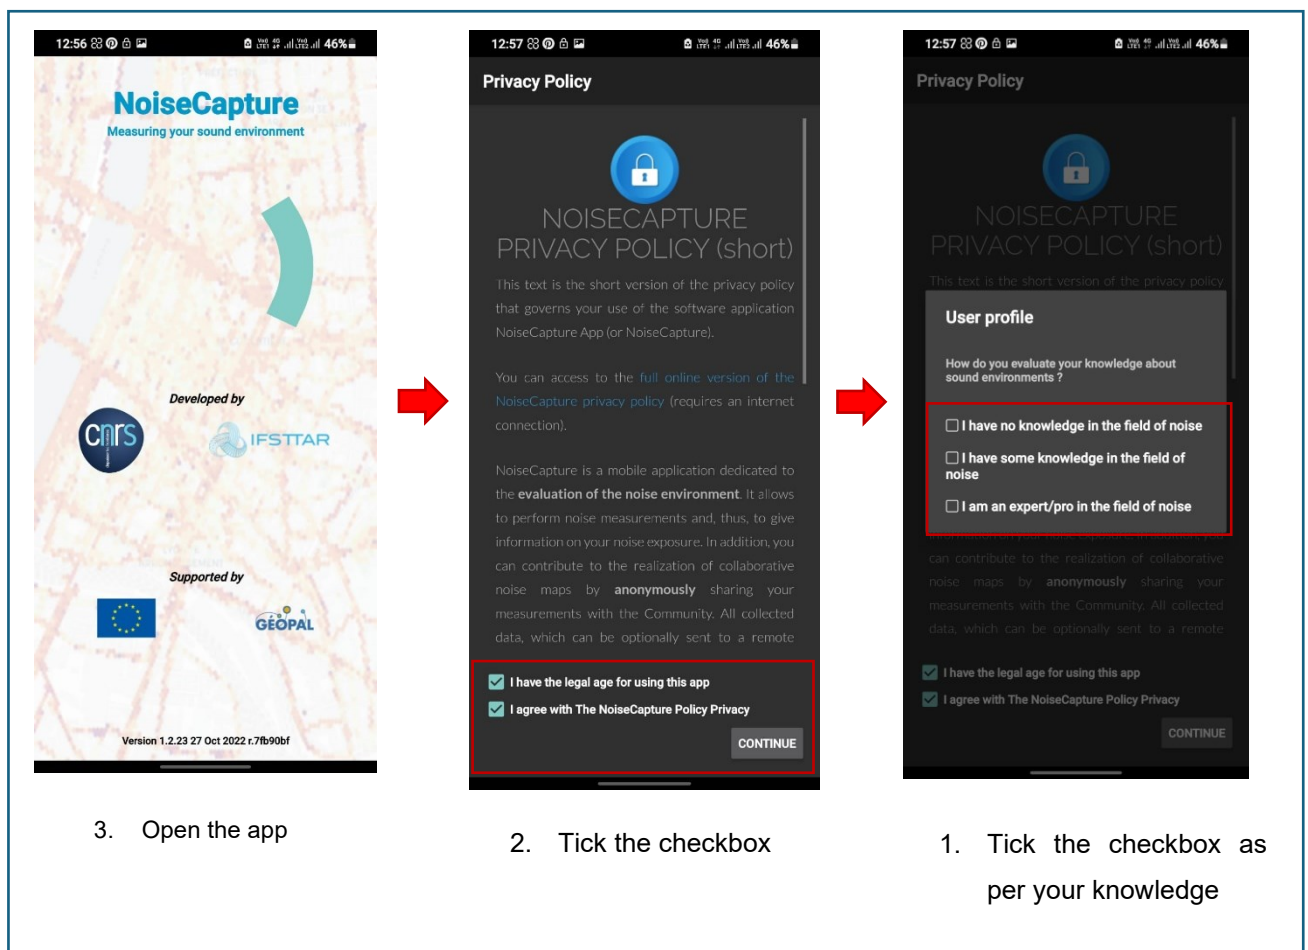 12:56 46%
NoiseCapture
Measuring your sound environment
Developed by
cnrs
IFSTTAR
Supported by
GEOPAL
Version 1.2.23 27 Oct 2022 r.7fb90bf
3. Open the app
12:57 46%
Privacy Policy
NOISECAPTURE
PRIVACY POLICY (short)
This text is the short version of the privacy policy
that governs your use of the software application
NoiseCapture App (or NoiseCapture).
You can access to the full online version of the
NoiseCapture privacy policy (requires an internet
connection).
NoiseCapture is a mobile application dedicated to
the evaluation of the noise environment. It allows
to perform noise measurements and, thus, to give
information on your noise exposure. In addition, you
can contribute to the realization of collaborative
noise maps by anonymously sharing your
measurements with the Community. All collected
data, which can be optionally sent to a remote
I have the legal age for using this app
I agree with The NoiseCapture Policy Privacy
CONTINUE
2. Tick the checkbox
12:57 46%
Privacy Policy
NOISECAPTURE
PRIVACY POLICY (short)
This text is the short version of the privacy policy
User profile
How do you evaluate your knowledge about
sound environments ?
I have no knowledge in the field of noise
I have some knowledge in the field of
noise
I am an expert/pro in the field of noise
information on your noise exposure. In addition, you
can contribute to the realization of collaborative
noise maps by anonymously sharing your
measurements with the Community. All collected
data, which can be optionally sent to a remote
I have the legal age for using this app
I agree with The NoiseCapture Policy Privacy
CONTINUE
1. Tick the checkbox as
per your knowledge